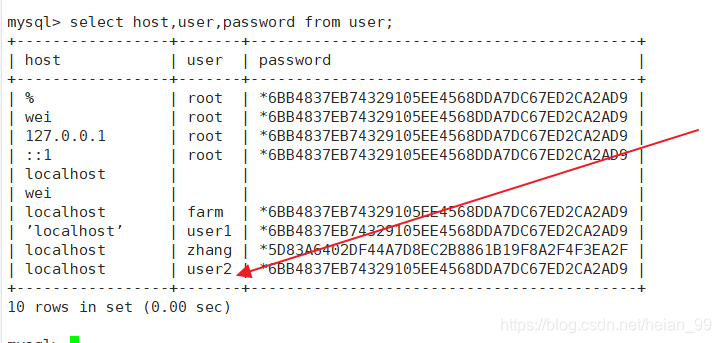 mysql> select host,user,password from user;
+----------------+-------+-------------------------------------------+
| host | user | password |
+----------------+-------+-------------------------------------------+
| % | root | *6BB4837EB74329105EE4568DDA7DC67ED2CA2AD9 |
| wei | root | *6BB4837EB74329105EE4568DDA7DC67ED2CA2AD9 |
| 127.0.0.1 | root | *6BB4837EB74329105EE4568DDA7DC67ED2CA2AD9 |
| ::1 | root | *6BB4837EB74329105EE4568DDA7DC67ED2CA2AD9 |
| localhost | | |
| wei | | |
| localhost | farm | *6BB4837EB74329105EE4568DDA7DC67ED2CA2AD9 |
| ’localhost’ | user1 | *6BB4837EB74329105EE4568DDA7DC67ED2CA2AD9 |
| localhost | zhang | *5D83A6402DF44A7D8EC2B8861B19F8A2F4F3EA2F |
| localhost | user2 | *6BB4837EB74329105EE4568DDA7DC67ED2CA2AD9 |
+----------------+-------+-------------------------------------------+
10 rows in set (0.00 sec)
https://blog.csdn.net/heian_99
mysql>